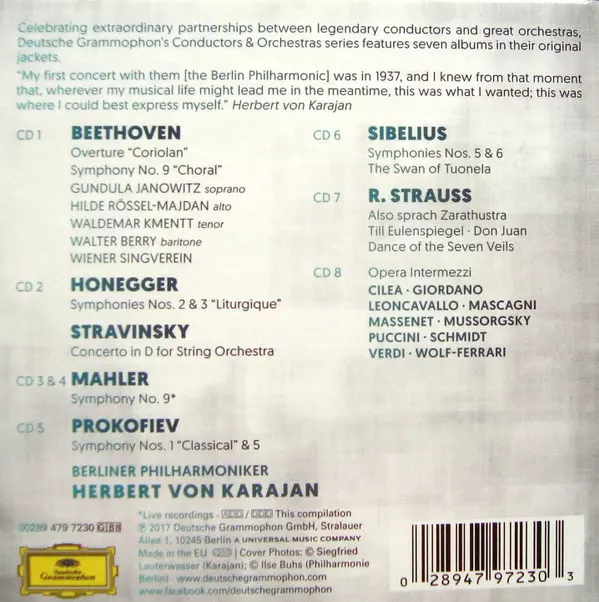 Celebrating extraordinary partnerships between legendary conductors and great orchestras,
Deutsche Grammophon's Conductors & Orchestras series features seven albums in their original
jackets.
"My first concert with them [the Berlin Philharmonic] was in 1937, and I knew from that moment
that, wherever my musical life might lead me in the meantime, this was what I wanted; this was
where I could best express myself." Herbert von Karajan
CD 1 BEETHOVEN
Overture "Coriolan"
Symphony No. 9 "Choral"
GUNDULA JANOWITZ soprano
HILDE RÖSSEL-MAJDAN alto
WALDEMAR KMENTT tenor
WALTER BERRY baritone
WIENER SINGVEREIN
CD 2 HONEGGER
Symphonies Nos. 2 & 3 "Liturgique"
STRAVINSKY
Concerto in D for String Orchestra
CD 3 & 4 MAHLER
Symphony No. 9*
CD 5 PROKOFIEV
Symphony Nos. 1 "Classical" & 5
CD 6 SIBELIUS
Symphonies Nos. 5 & 6
The Swan of Tuonela
CD 7 R. STRAUSS
Also sprach Zarathustra
Till Eulenspiegel · Don Juan
Dance of the Seven Veils
CD 8 Opera Intermezzi
CILEA · GIORDANO
LEONCAVALLO · MASCAGNI
MASSENET · MUSSORGSKY
PUCCINI · SCHMIDT
VERDI · WOLF-FERRARI
BERLINER PHILHARMONIKER
HERBERT VON KARAJAN
00289 479 7230 GB8
*Live recordings · ADD / DDD This compilation
℗ 2017 Deutsche Grammophon GmbH, Stralauer
Allee 1, 10245 Berlin A UNIVERSAL MUSIC COMPANY
Made in the EU | Cover Photos: © Siegfried
Lauterwasser (Karajan); © Ilse Buhs (Philharmonie
Berlin) · www.deutschegrammophon.com
www.facebook.com/deutschegrammophon
Deutsche
Grammophon
0 28947 97230 3